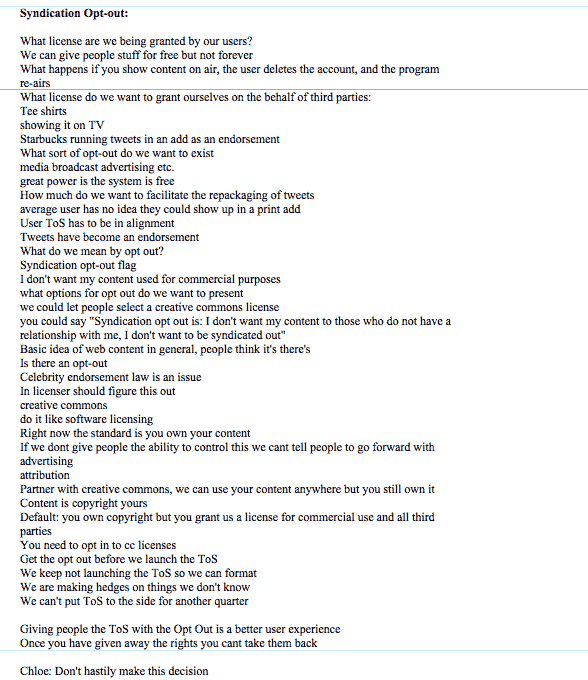 Syndication Opt-out:
What license are we being granted by our users?
We can give people stuff for free but not forever
What happens if you show content on air, the user deletes the account, and the program
re-airs
What license do we want to grant ourselves on the behalf of third parties:
Tee shirts
showing it on TV
Starbucks running tweets in an add as an endorsement
What sort of opt-out do we want to exist
media broadcast advertising etc.
great power is the system is free
How much do we want to facilitate the repackaging of tweets
average user has no idea they could show up in a print add
User ToS has to be in alignment
Tweets have become an endorsement
What do we mean by opt out?
Syndication opt-out flag
I don't want my content used for commercial purposes
what options for opt out do we want to present
we could let people select a creative commons license
you could say "Syndication opt out is: I don't want my content to those who do not have a
relationship with me, I don't want to be syndicated out"
Basic idea of web content in general, people think it's there's
Is there an opt-out
Celebrity endorsement law is an issue
In licenser should figure this out
creative commons
do it like software licensing
Right now the standard is you own your content
If we dont give people the ability to control this we cant tell people to go forward with
advertising
attribution
Partner with creative commons, we can use your content anywhere but you still own it
Content is copyright yours
Default: you own copyright but you grant us a license for commercial use and all third
parties
You need to opt in to cc licenses
Get the opt out before we launch the ToS
We keep not launching the ToS so we can format
We are making hedges on things we don't know
We can't put ToS to the side for another quarter
Giving people the ToS with the Opt Out is a better user experience
Once you have given away the rights you cant take them back
Chloe: Don't hastily make this decision